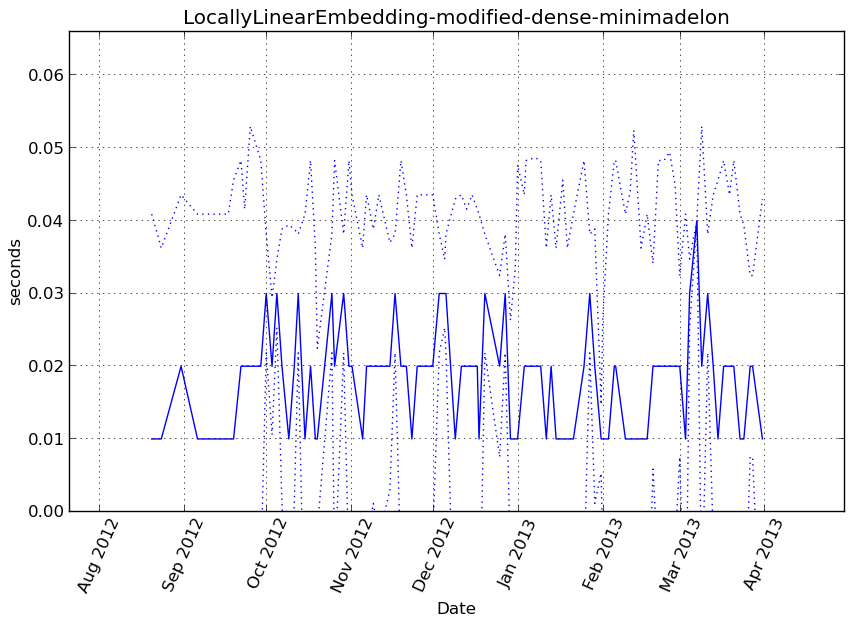 LocallyLinearEmbedding-modified-dense-minimadelon
0.06
0.05
0.04
0.03
0.02
0.01
0.00
seconds
Aug 2012
Sep 2012
Oct 2012
Nov 2012
Dec 2012
Jan 2013
Feb 2013
Mar 2013
Apr 2013
Date